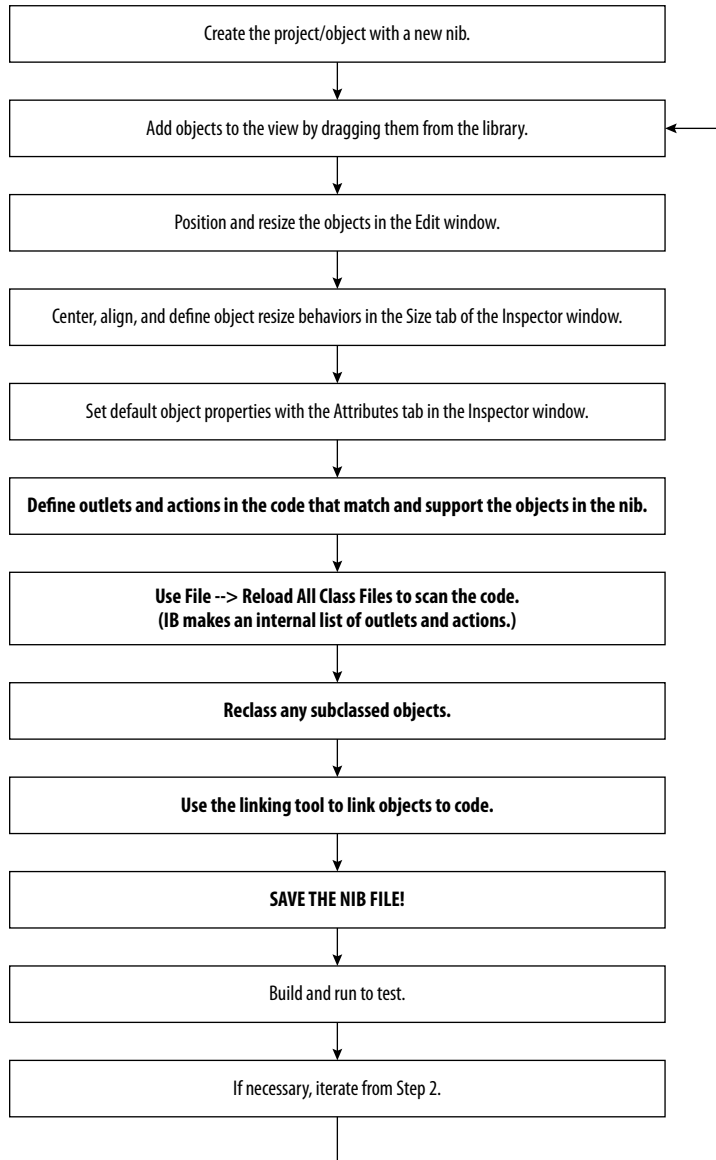 Create the project/object with a new nib.
Add objects to the view by dragging them from the library.
Position and resize the objects in the Edit window.
Center, align, and define object resize behaviors in the Size tab of the Inspector window.
Set default object properties with the Attributes tab in the Inspector window.
Define outlets and actions in the code that match and support the objects in the nib.
Use File --> Reload All Class Files to scan the code.
(IB makes an internal list of outlets and actions.)
Reclass any subclassed objects.
Use the linking tool to link objects to code.
SAVE THE NIB FILE!
Build and run to test.
If necessary, iterate from Step 2.